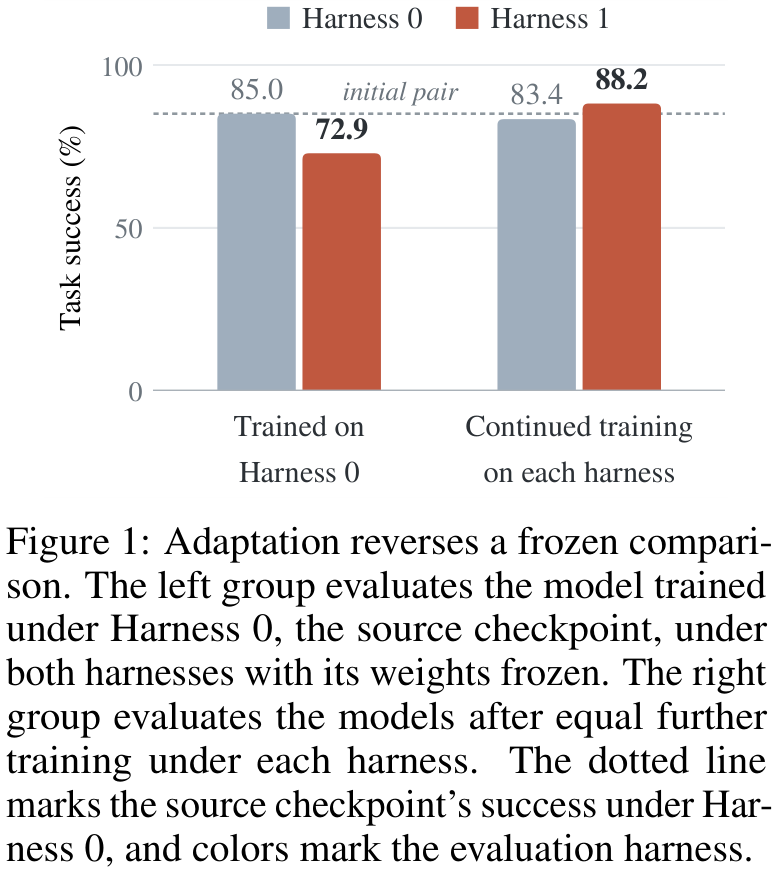 Harness 0 Harness 1
100
85.0 initial pair 83.4 88.2
72.9
Task success (%)
50
0
Trained on Continued training
Harness 0 on each harness
Figure 1: Adaptation reverses a frozen compari-
son. The left group evaluates the model trained
under Harness 0, the source checkpoint, under
both harnesses with its weights frozen. The right
group evaluates the models after equal further
training under each harness. The dotted line
marks the source checkpoint's success under Har-
ness 0, and colors mark the evaluation harness.